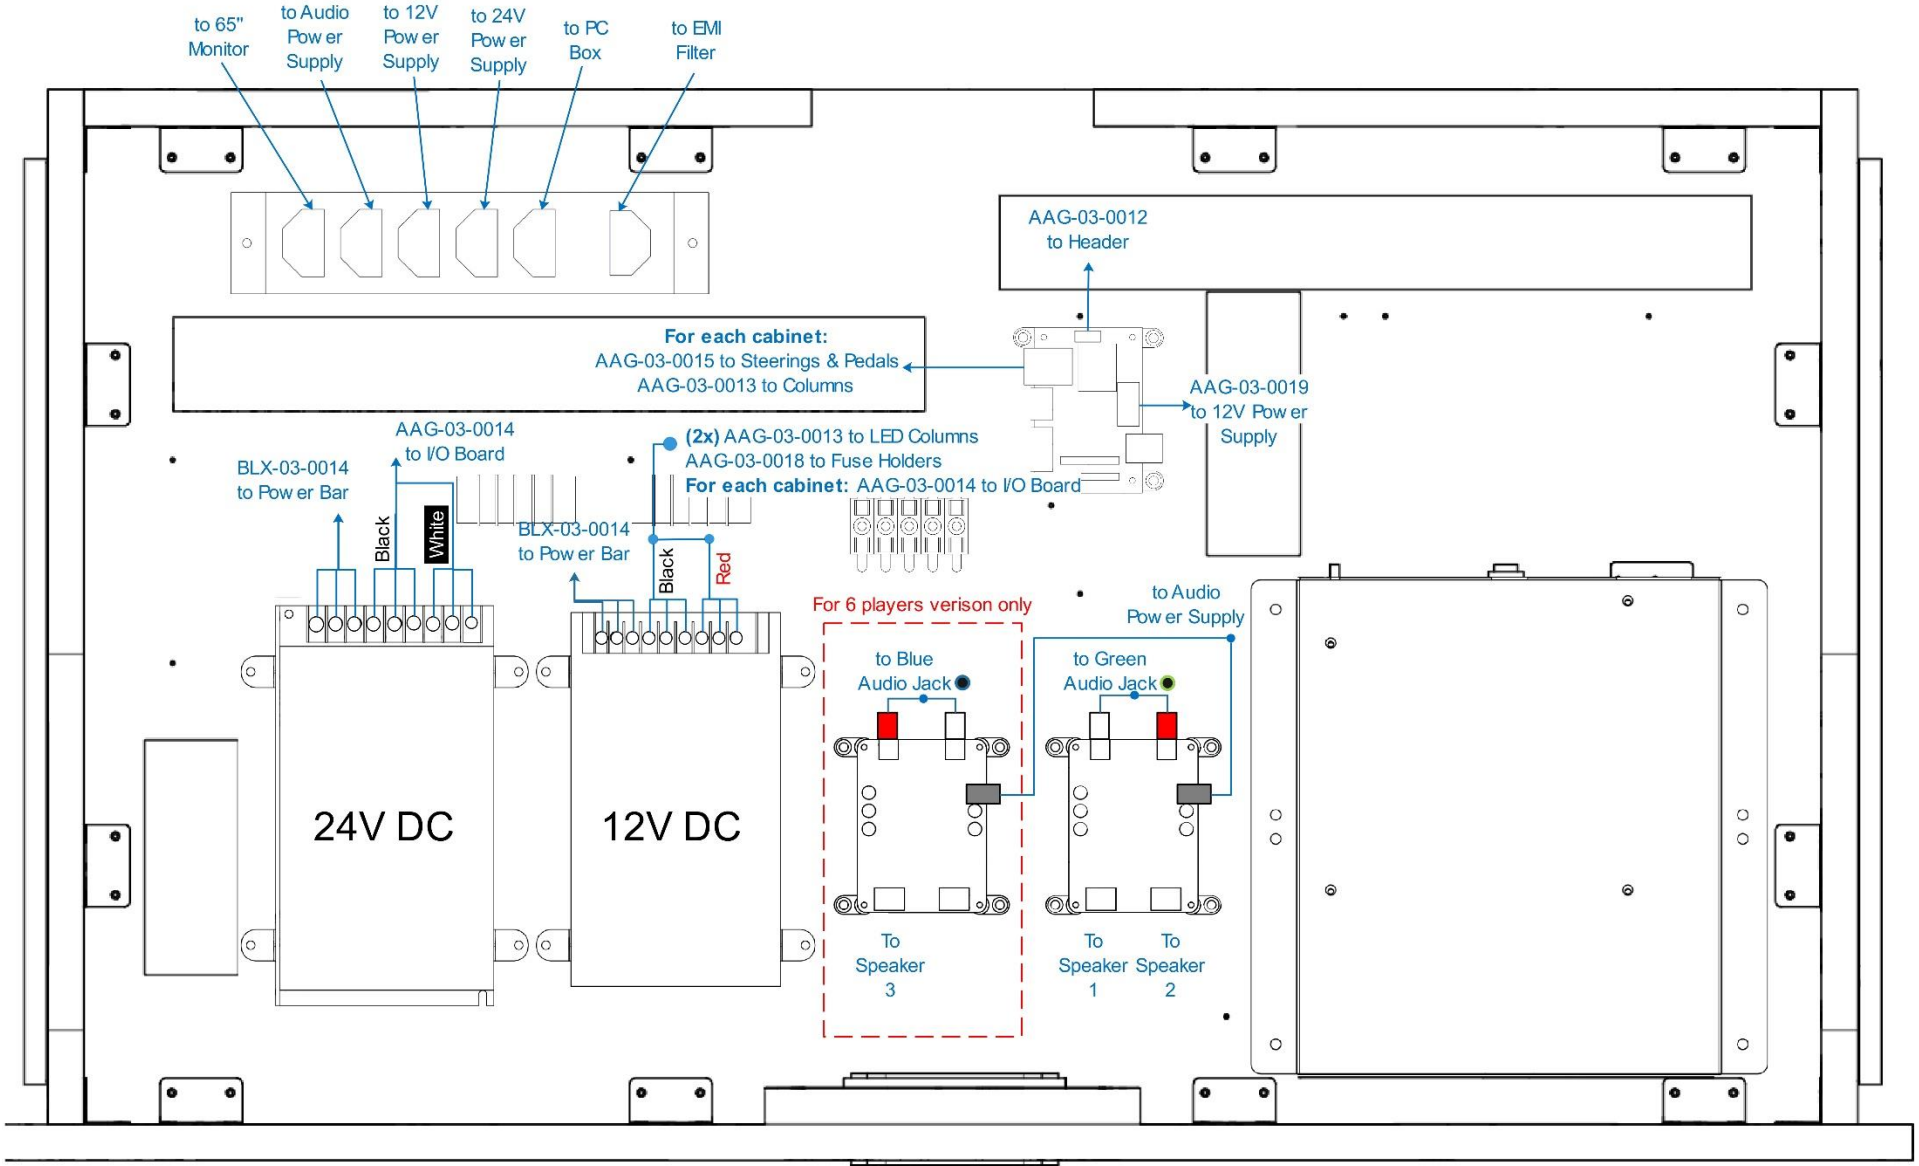 to 65"
Monitor
to Audio
Power
Supply
to 12V
Power
Supply
to 24V
Power
Supply
to PC
Box
to EMI
Filter
AAG-03-0012
to Header
For each cabinet:
AAG-03-0015 to Steerings & Pedals
AAG-03-0013 to Columns
AAG-03-0019
to 12V Power
Supply
AAG-03-0014
to I/O Board
BLX-03-0014
to Power Bar
(2x) AAG-03-0013 to LED Columns
AAG-03-0018 to Fuse Holders
For each cabinet: AAG-03-0014 to I/O Board
Black
White
BLX-03-0014
to Power Bar
Black
Red
For 6 players verison only
to Audio
Power Supply
to Blue
Audio Jack
to Green
Audio Jack
24V DC
12V DC
To
Speaker
3
To
Speaker
1
To
Speaker
2